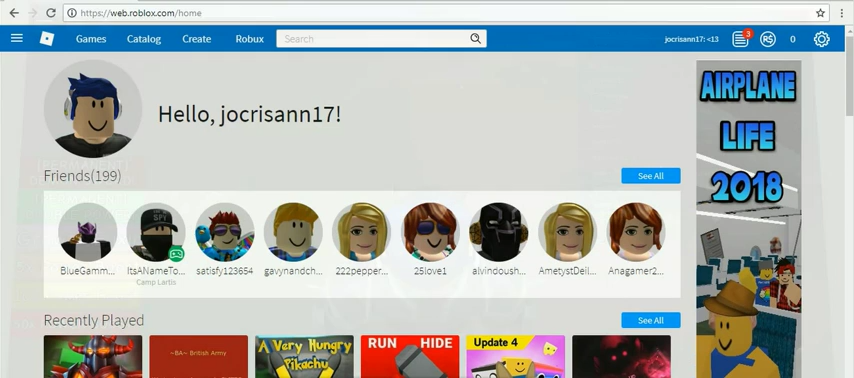 https://web.roblox.com/home
Games Catalog Create Robux Search jocrisann17: <13 3 R$ 0
Hello, jocrisann17!
AIRPLANE
LIFE
2018
Friends(199) See All
BlueGamm... ItsANameTo... satisfy123654 gavynandch... 222pepper... 25love1 alvindoush... AmetystDeil... Anagamer2...
Camp Lartis
Recently Played See All
~BA~ British Army
A Very Hungry
Pikachu
RUN HIDE
Update 4